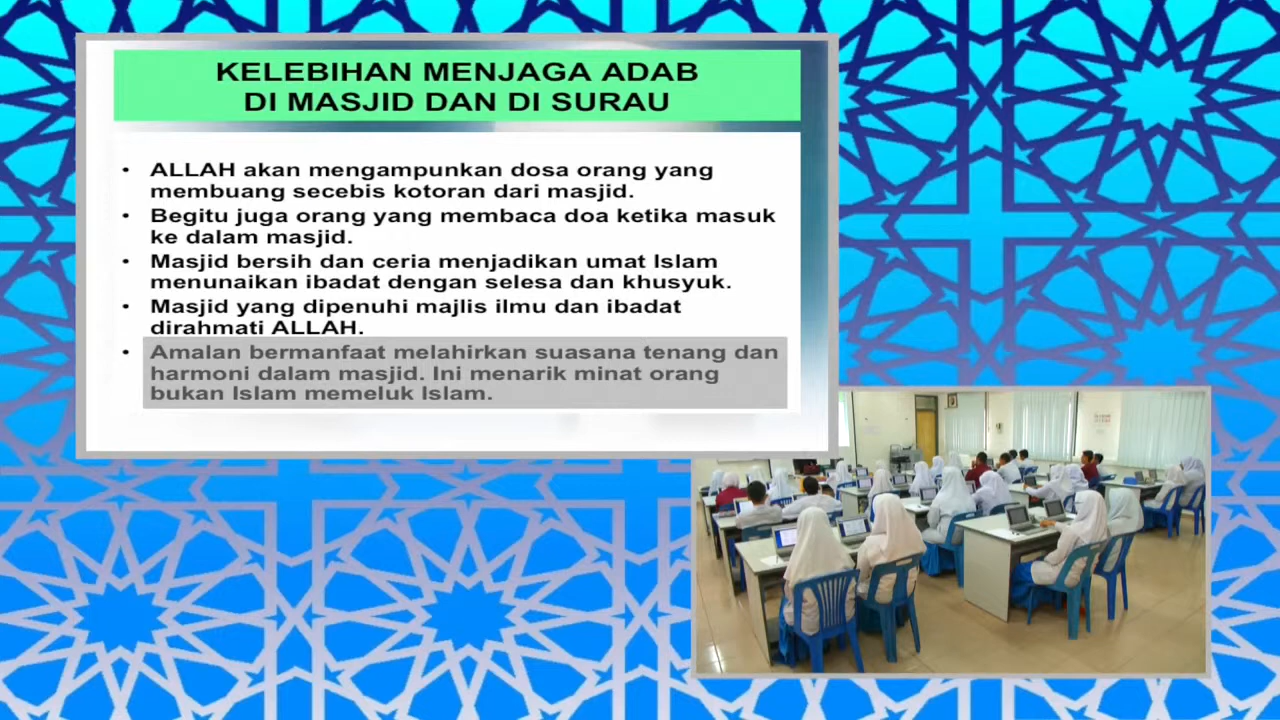 KELEBIHAN MENJAGA ADAB
DI MASJID DAN DI SURAU
• ALLAH akan mengampunkan dosa orang yang
membuang secebis kotoran dari masjid.
• Begitu juga orang yang membaca doa ketika masuk
ke dalam masjid.
• Masjid bersih dan ceria menjadikan umat Islam
menunaikan ibadat dengan selesa dan khusyuk.
• Masjid yang dipenuhi majlis ilmu dan ibadat
dirahmati ALLAH.
• Amalan bermanfaat melahirkan suasana tenang dan
harmoni dalam masjid. Ini menarik minat orang
bukan Islam memeluk Islam.